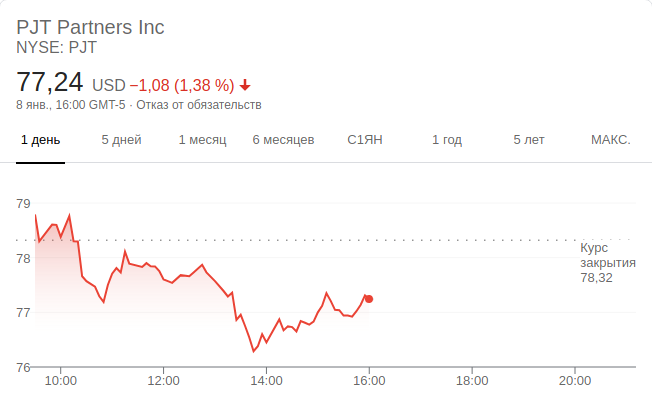 PJT Partners Inc
NYSE: PJT
77,24 USD −1,08 (1,38 %)
8 янв., 16:00 GMT-5 · Отказ от обязательств
1 день 5 дней 1 месяц 6 месяцев С1ЯН 1 год 5 лет МАКС.
79
78
77
76
Курс
закрытия
78,32
10:00 12:00 14:00 16:00 18:00 20:00